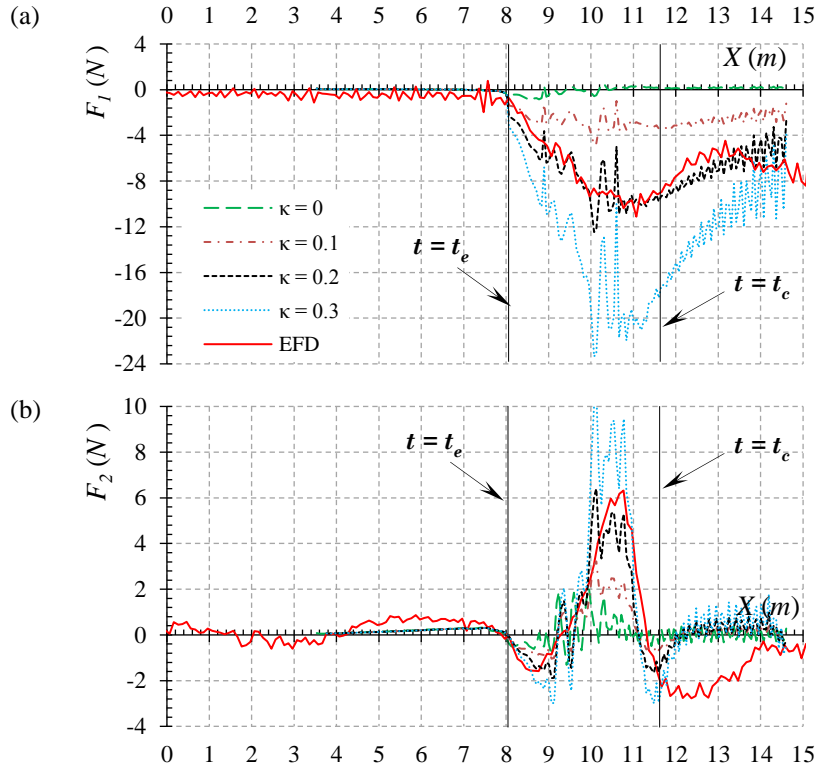 (a)
0 1 2 3 4 5 6 7 8 9 10 11 12 13 14 15
4
0
-4
-8
-12
-16
-20
-24
F1 (N)
X (m)
κ = 0
κ = 0.1
κ = 0.2
κ = 0.3
EFD
t = te
t = tc
(b)
10
8
6
4
2
0
-2
-4
F2 (N)
t = te
t = tc
X (m)
0 1 2 3 4 5 6 7 8 9 10 11 12 13 14 15